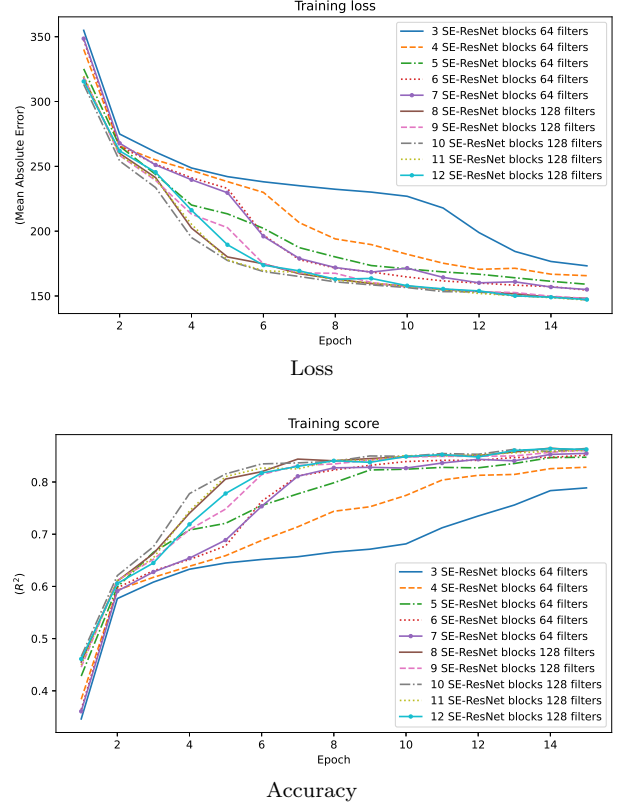 Training loss
350
300
250
200
150
(Mean Absolute Error)
3 SE-ResNet blocks 64 filters
4 SE-ResNet blocks 64 filters
5 SE-ResNet blocks 64 filters
6 SE-ResNet blocks 64 filters
7 SE-ResNet blocks 64 filters
8 SE-ResNet blocks 128 filters
9 SE-ResNet blocks 128 filters
10 SE-ResNet blocks 128 filters
11 SE-ResNet blocks 128 filters
12 SE-ResNet blocks 128 filters
2 4 6 8 10 12 14
Epoch
Loss
Training score
0.8
0.7
0.6
0.5
0.4
(R²)
3 SE-ResNet blocks 64 filters
4 SE-ResNet blocks 64 filters
5 SE-ResNet blocks 64 filters
6 SE-ResNet blocks 64 filters
7 SE-ResNet blocks 64 filters
8 SE-ResNet blocks 128 filters
9 SE-ResNet blocks 128 filters
10 SE-ResNet blocks 128 filters
11 SE-ResNet blocks 128 filters
12 SE-ResNet blocks 128 filters
2 4 6 8 10 12 14
Epoch
Accuracy